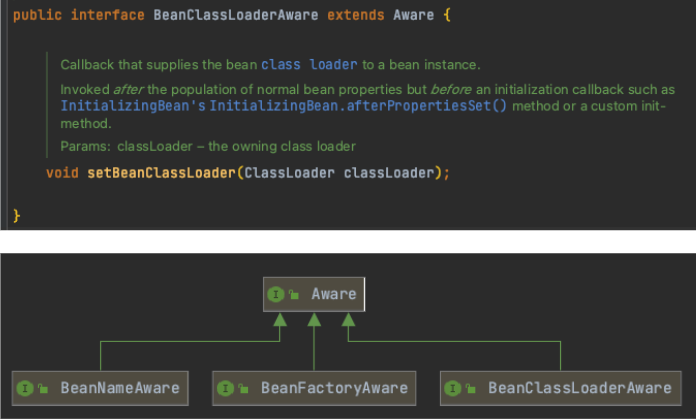 public interface BeanClassLoaderAware extends Aware {
Callback that supplies the bean class loader to a bean instance.
Invoked after the population of normal bean properties but before an initialization callback such as
InitializingBean's InitializingBean.afterPropertiesSet() method or a custom init-
method.
Params: classLoader – the owning class loader
void setBeanClassLoader(ClassLoader classLoader);
}
I Aware
I BeanNameAware
I BeanFactoryAware
I BeanClassLoaderAware